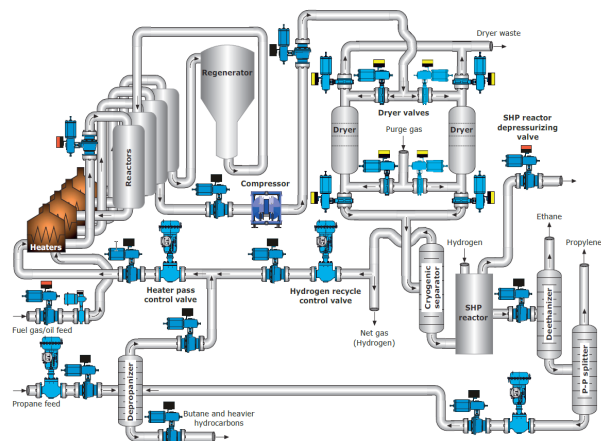 Dryer waste
Regenerator
Dryer valves
Dryer
Dryer
Purge gas
SHP reactor
depressurizing
valve
Reactors
Compressor
Heaters
Ethane
Propylene
Hydrogen
Heater pass
control valve
Hydrogen recycle
control valve
Cryogenic
separator
SHP
reactor
Deethanizer
Fuel gas/oil feed
Net gas
(Hydrogen)
P-P splitter
Propane feed
Depropanizer
Butane and heavier
hydrocarbons